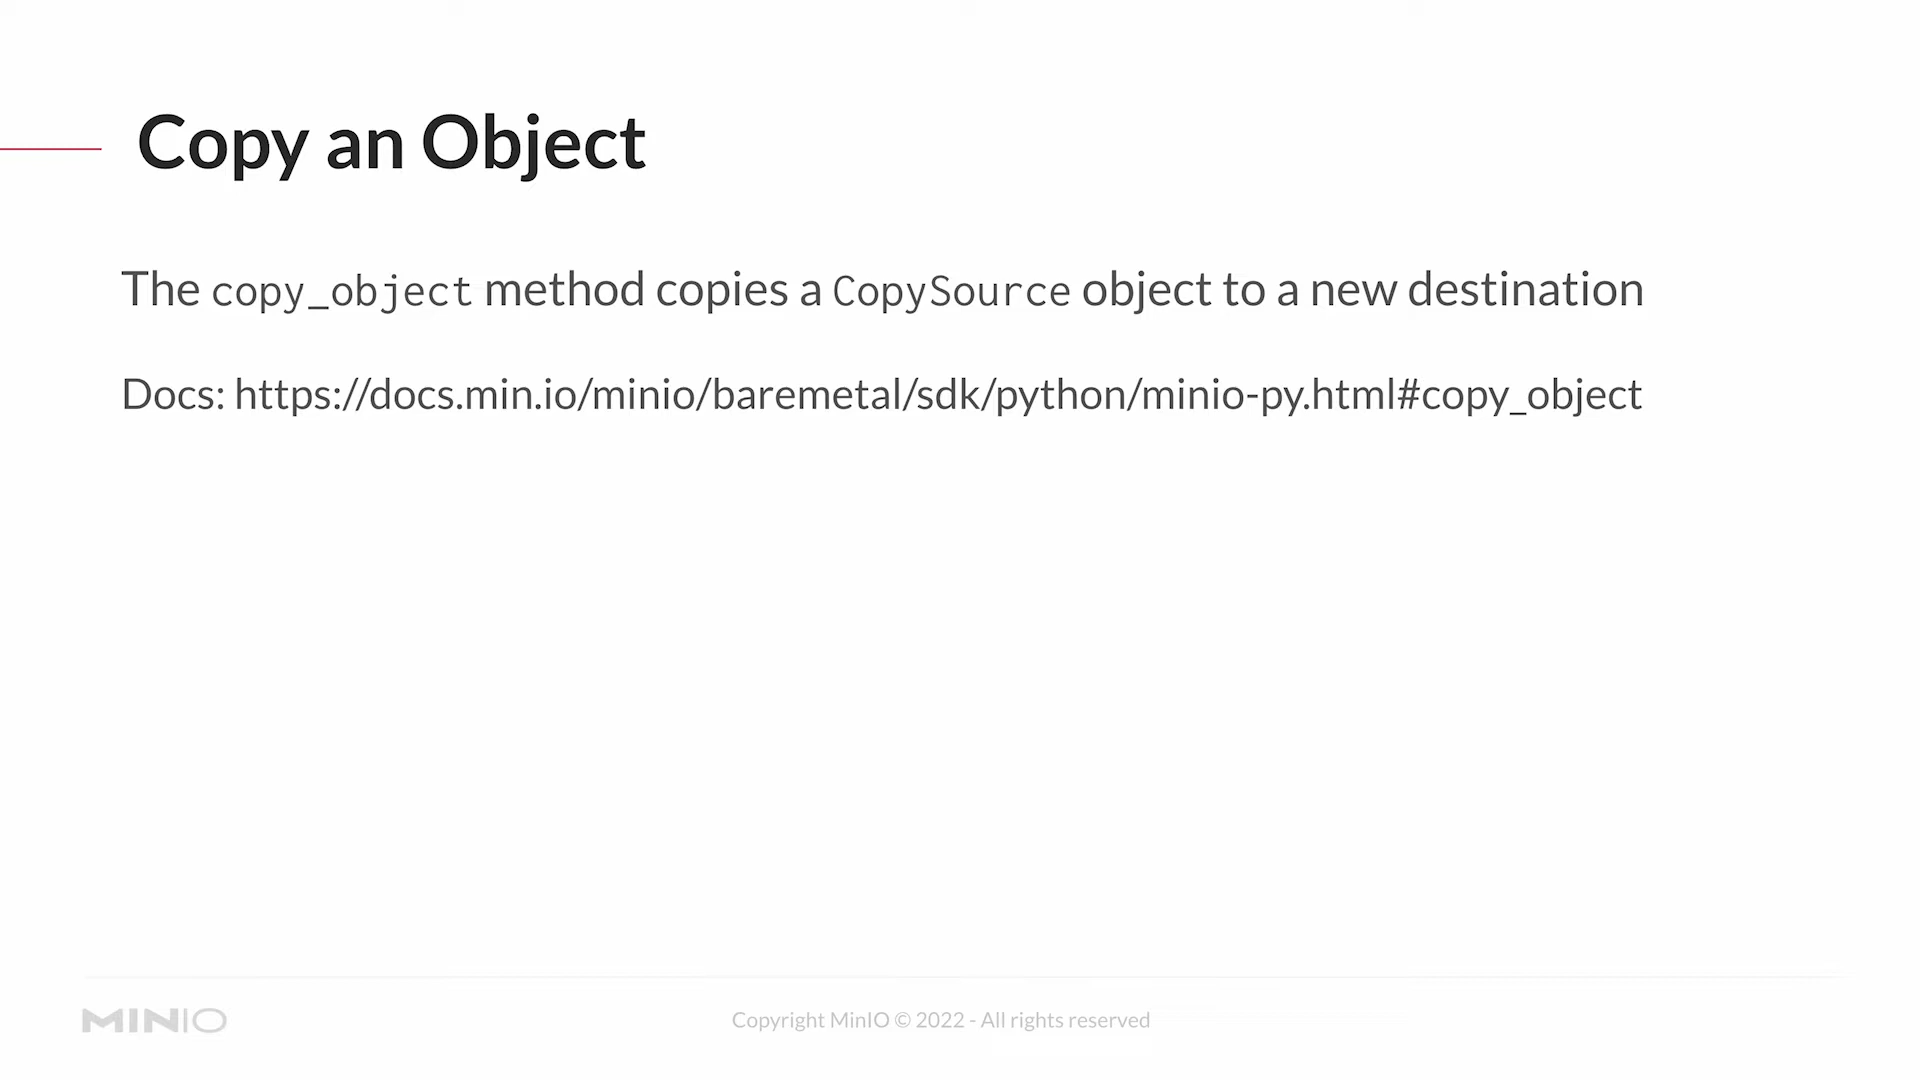 Copy an Object
The copy_object method copies a CopySource object to a new destination
Docs: https://docs.min.io/minio/baremetal/sdk/python/minio-py.html#copy_object
MINIO
Copyright MinIO © 2022 - All rights reserved